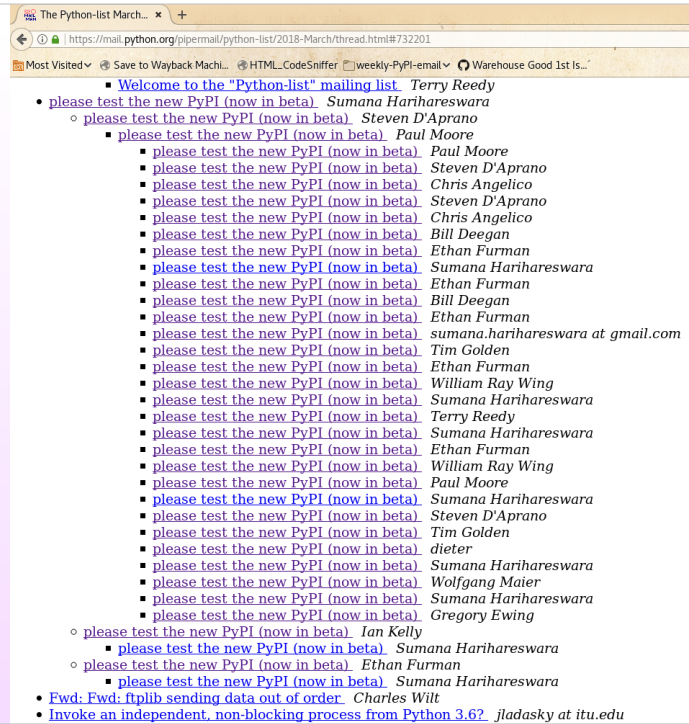 The Python-list March...
https://mail.python.org/pipermail/python-list/2018-March/thread.html#732201
Most Visited Save to Wayback Machi... HTML_CodeSniffer weekly-PyPI-email Warehouse Good 1st Is...
Welcome to the "Python-list" mailing list Terry Reedy
please test the new PyPI (now in beta) Sumana Harihareswara
please test the new PyPI (now in beta) Steven D'Aprano
please test the new PyPI (now in beta) Paul Moore
please test the new PyPI (now in beta) Paul Moore
please test the new PyPI (now in beta) Steven D'Aprano
please test the new PyPI (now in beta) Chris Angelico
please test the new PyPI (now in beta) Steven D'Aprano
please test the new PyPI (now in beta) Chris Angelico
please test the new PyPI (now in beta) Bill Deegan
please test the new PyPI (now in beta) Ethan Furman
please test the new PyPI (now in beta) Sumana Harihareswara
please test the new PyPI (now in beta) Ethan Furman
please test the new PyPI (now in beta) Bill Deegan
please test the new PyPI (now in beta) Ethan Furman
please test the new PyPI (now in beta) sumana.harihareswara at gmail.com
please test the new PyPI (now in beta) Tim Golden
please test the new PyPI (now in beta) Ethan Furman
please test the new PyPI (now in beta) William Ray Wing
please test the new PyPI (now in beta) Sumana Harihareswara
please test the new PyPI (now in beta) Terry Reedy
please test the new PyPI (now in beta) Sumana Harihareswara
please test the new PyPI (now in beta) Ethan Furman
please test the new PyPI (now in beta) William Ray Wing
please test the new PyPI (now in beta) Paul Moore
please test the new PyPI (now in beta) Sumana Harihareswara
please test the new PyPI (now in beta) Steven D'Aprano
please test the new PyPI (now in beta) Tim Golden
please test the new PyPI (now in beta) dieter
please test the new PyPI (now in beta) Sumana Harihareswara
please test the new PyPI (now in beta) Wolfgang Maier
please test the new PyPI (now in beta) Sumana Harihareswara
please test the new PyPI (now in beta) Gregory Ewing
please test the new PyPI (now in beta) Ian Kelly
please test the new PyPI (now in beta) Sumana Harihareswara
please test the new PyPI (now in beta) Ethan Furman
please test the new PyPI (now in beta) Sumana Harihareswara
Fwd: Fwd: ftplib sending data out of order Charles Wilt
Invoke an independent, non-blocking process from Python 3.6? jladasky at itu.edu